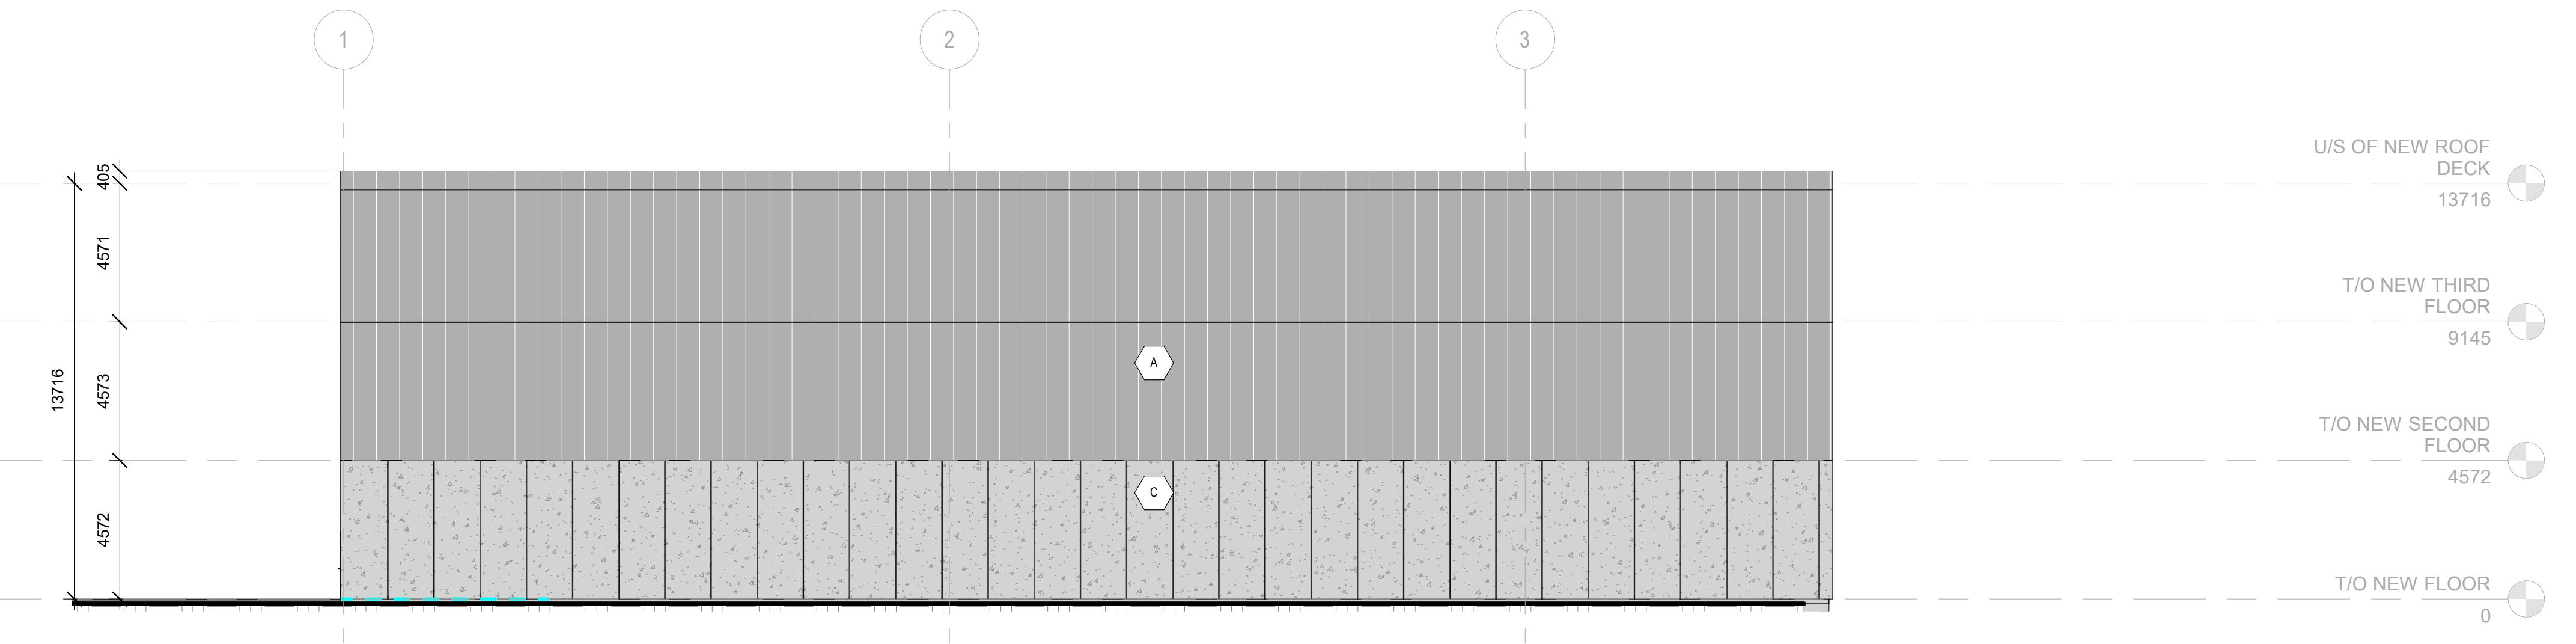 1
2
3
405
4571
4573
4572
13716
A
C
U/S OF NEW ROOF
DECK
13716
T/O NEW THIRD
FLOOR
9145
T/O NEW SECOND
FLOOR
4572
T/O NEW FLOOR
0